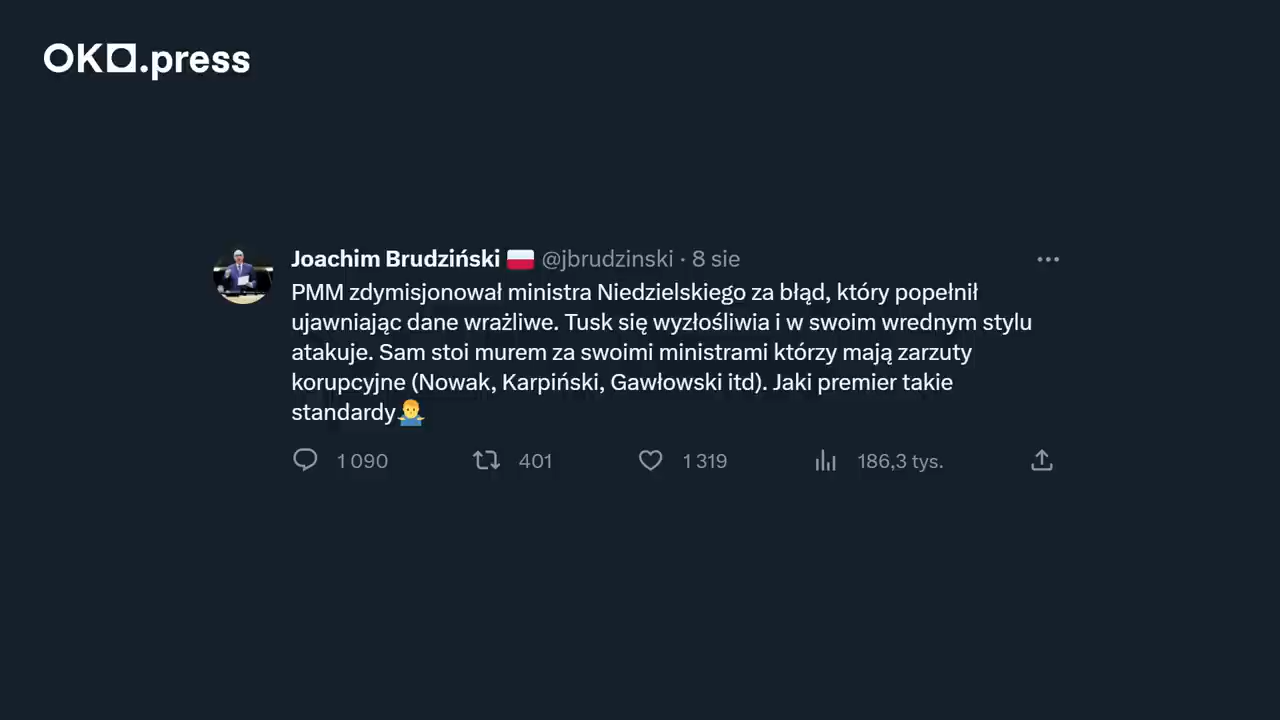 OKO.press
Joachim Brudziński 🇵🇱 @jbrudzinski · 8 sie
PMM zdymisjonował ministra Niedzielskiego za błąd, który popełnił
ujawniając dane wrażliwe. Tusk się wyzłośliwia i w swoim wrednym stylu
atakuje. Sam stoi murem za swoimi ministrami którzy mają zarzuty
korupcyjne (Nowak, Karpiński, Gawłowski itd). Jaki premier takie
standardy🤷‍♂️
1 090 401 1 319 186,3 tys.